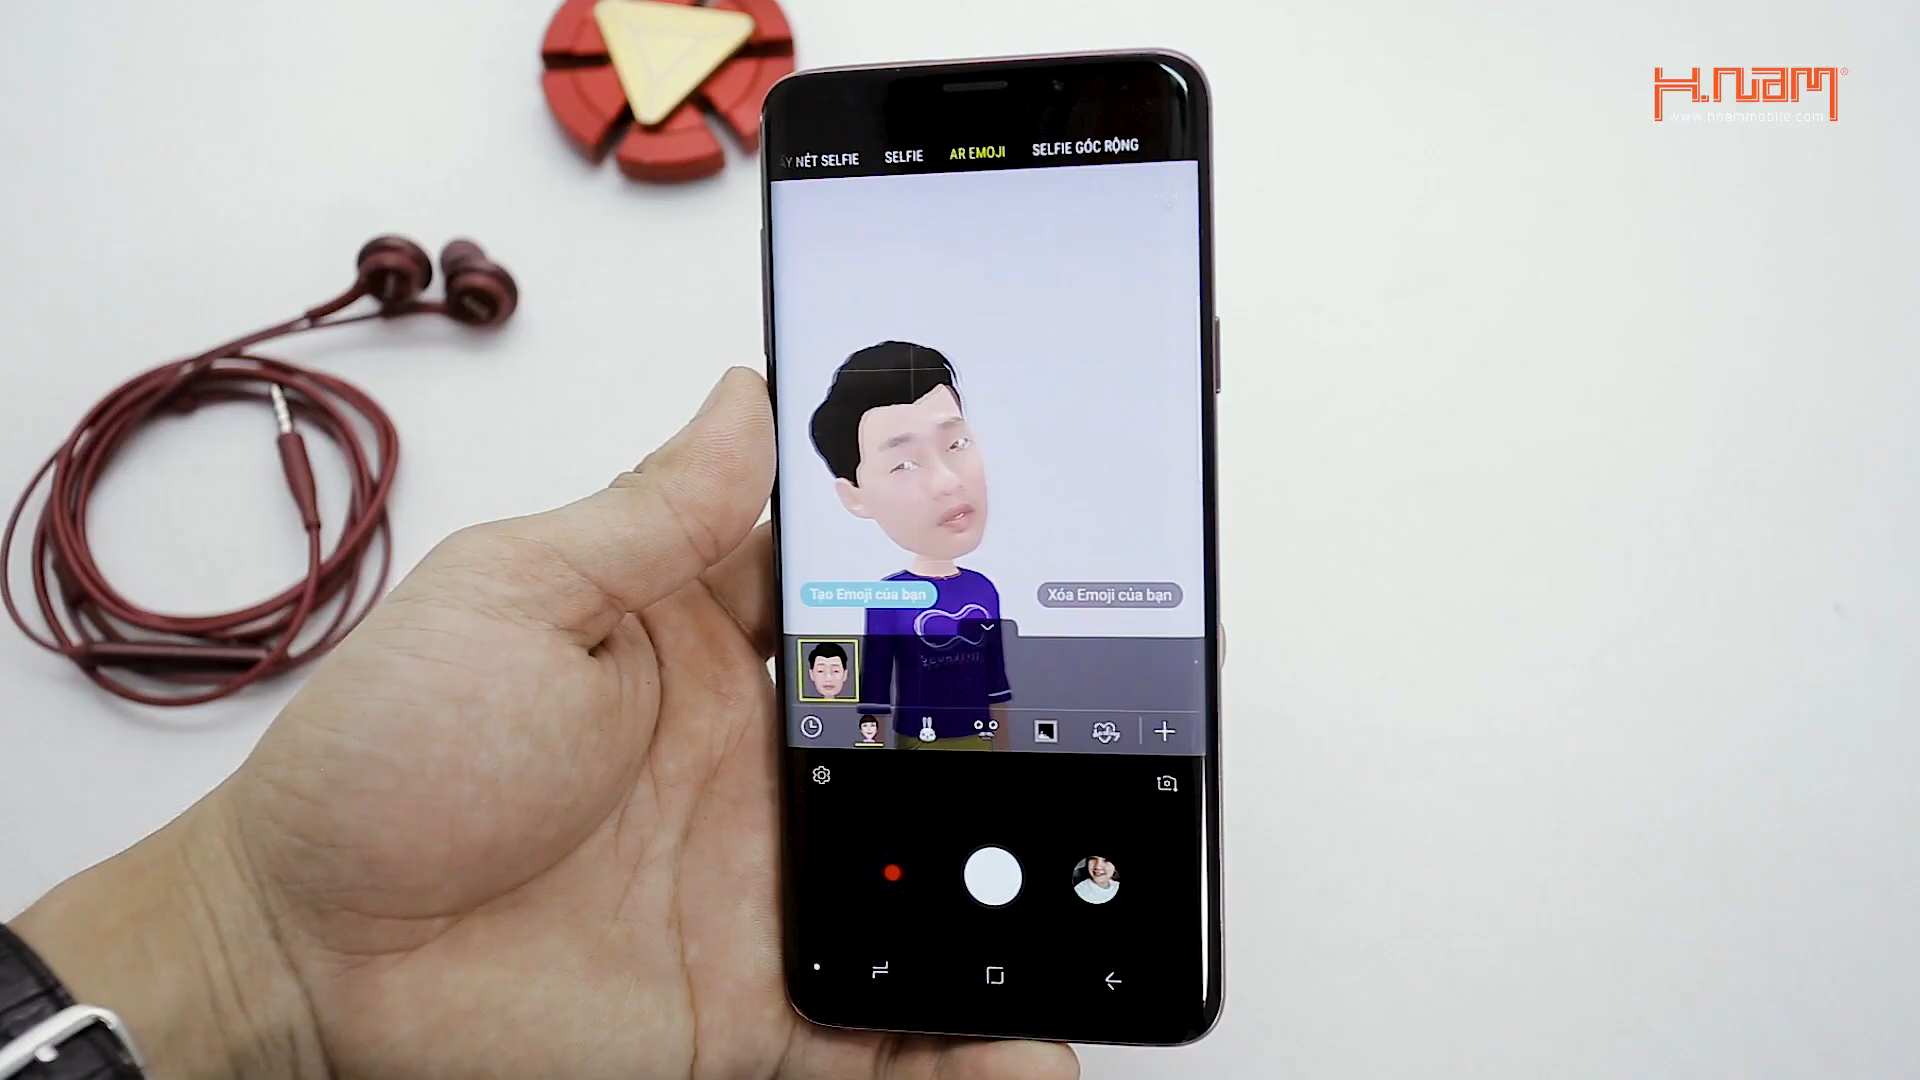 H.nam®
www.hnammobile.com
NÉT SELFIE SELFIE AR EMOJI SELFIE GÓC RỘNG
Tạo Emoji của bạn Xóa Emoji của bạn